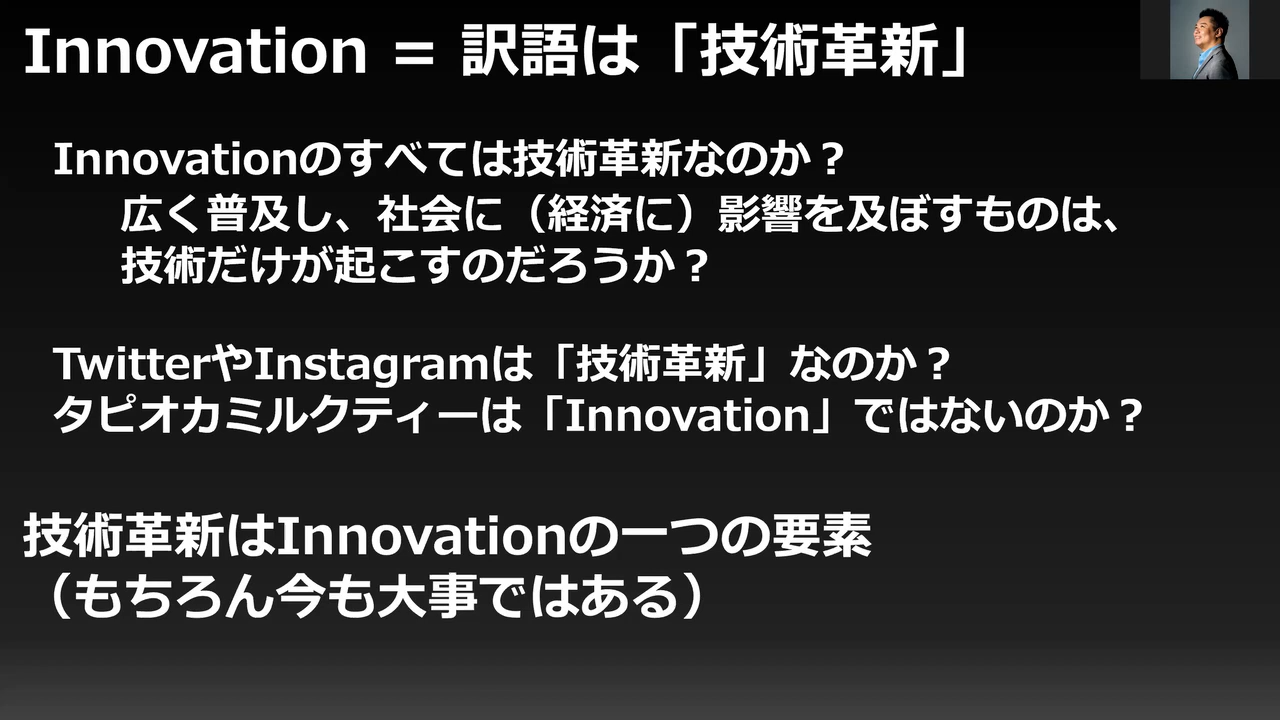 Innovation = 訳語は「技術革新」
Innovationのすべては技術革新なのか？
広く普及し、社会に（経済に）影響を及ぼすものは、
技術だけが起こすのだろうか？
TwitterやInstagramは「技術革新」なのか？
タピオカミルクティーは「Innovation」ではないのか？
技術革新はInnovationの一つの要素
（もちろん今も大事ではある）